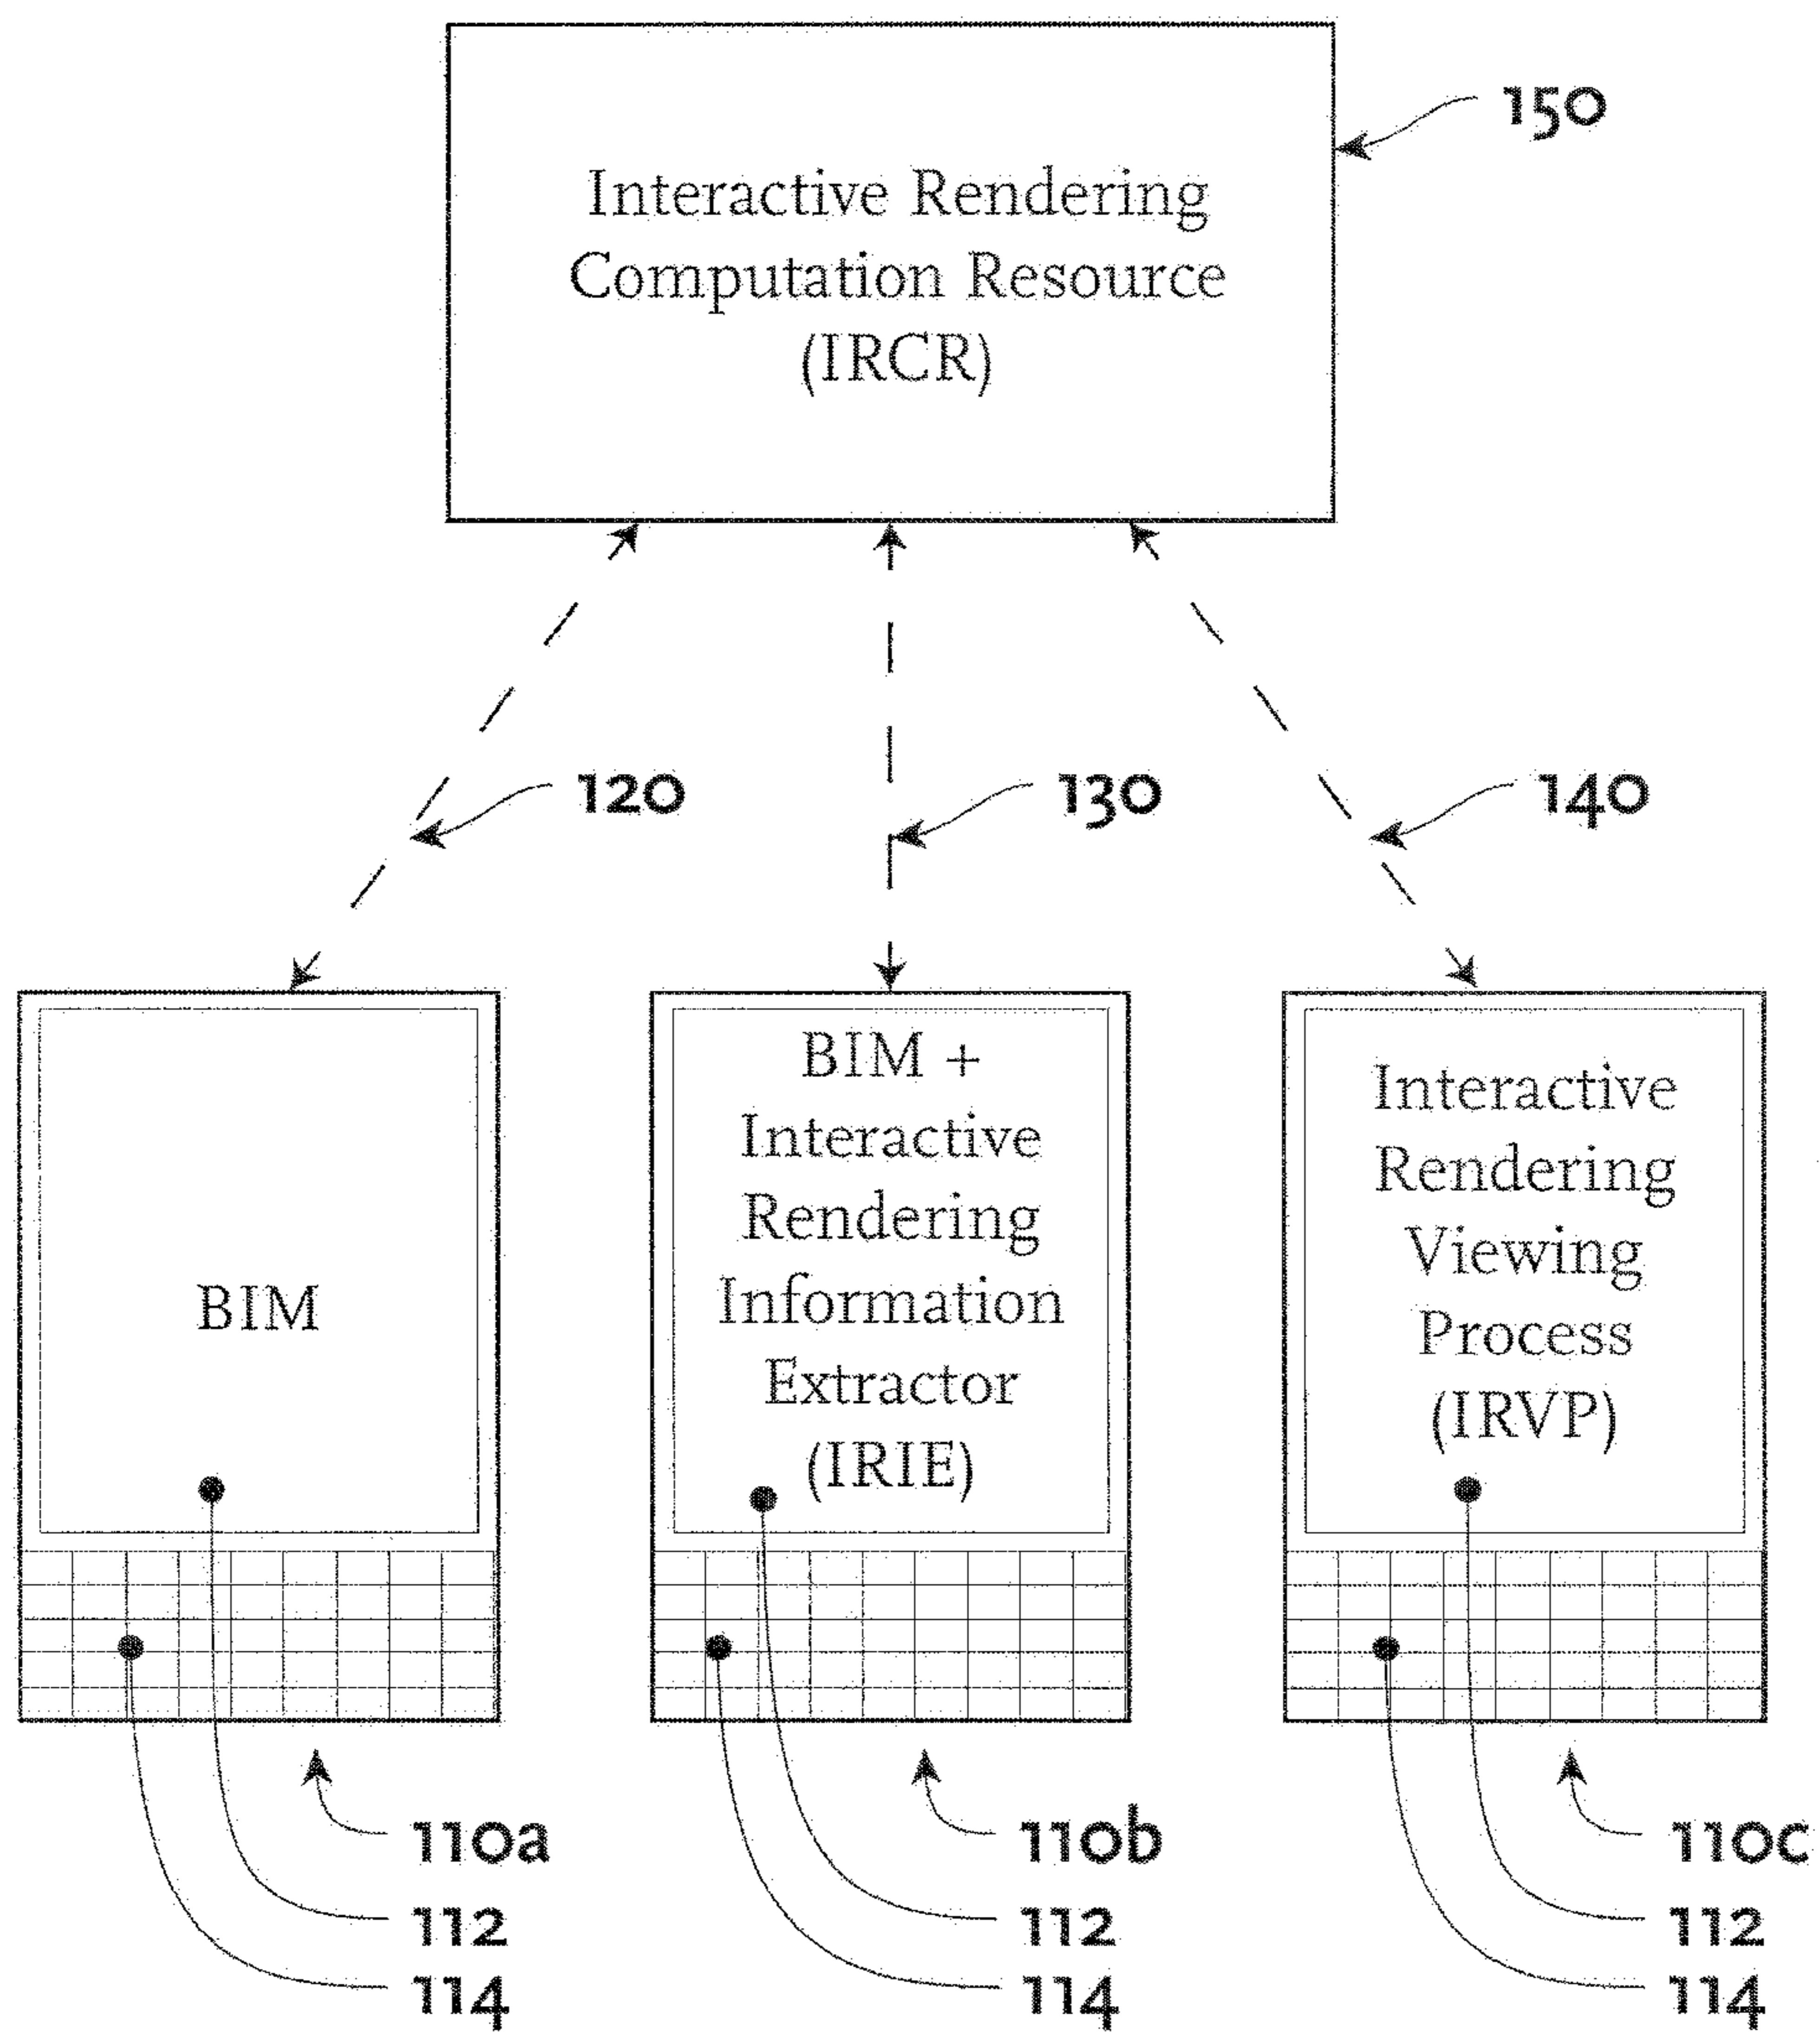 150
Interactive Rendering
Computation Resource
(IRCR)
120
130
140
BIM
BIM +
Interactive
Rendering
Information
Extractor
(IRIE)
Interactive
Rendering
Viewing
Process
(IRVP)
110a
112
114
110b
112
114
110c
112
114